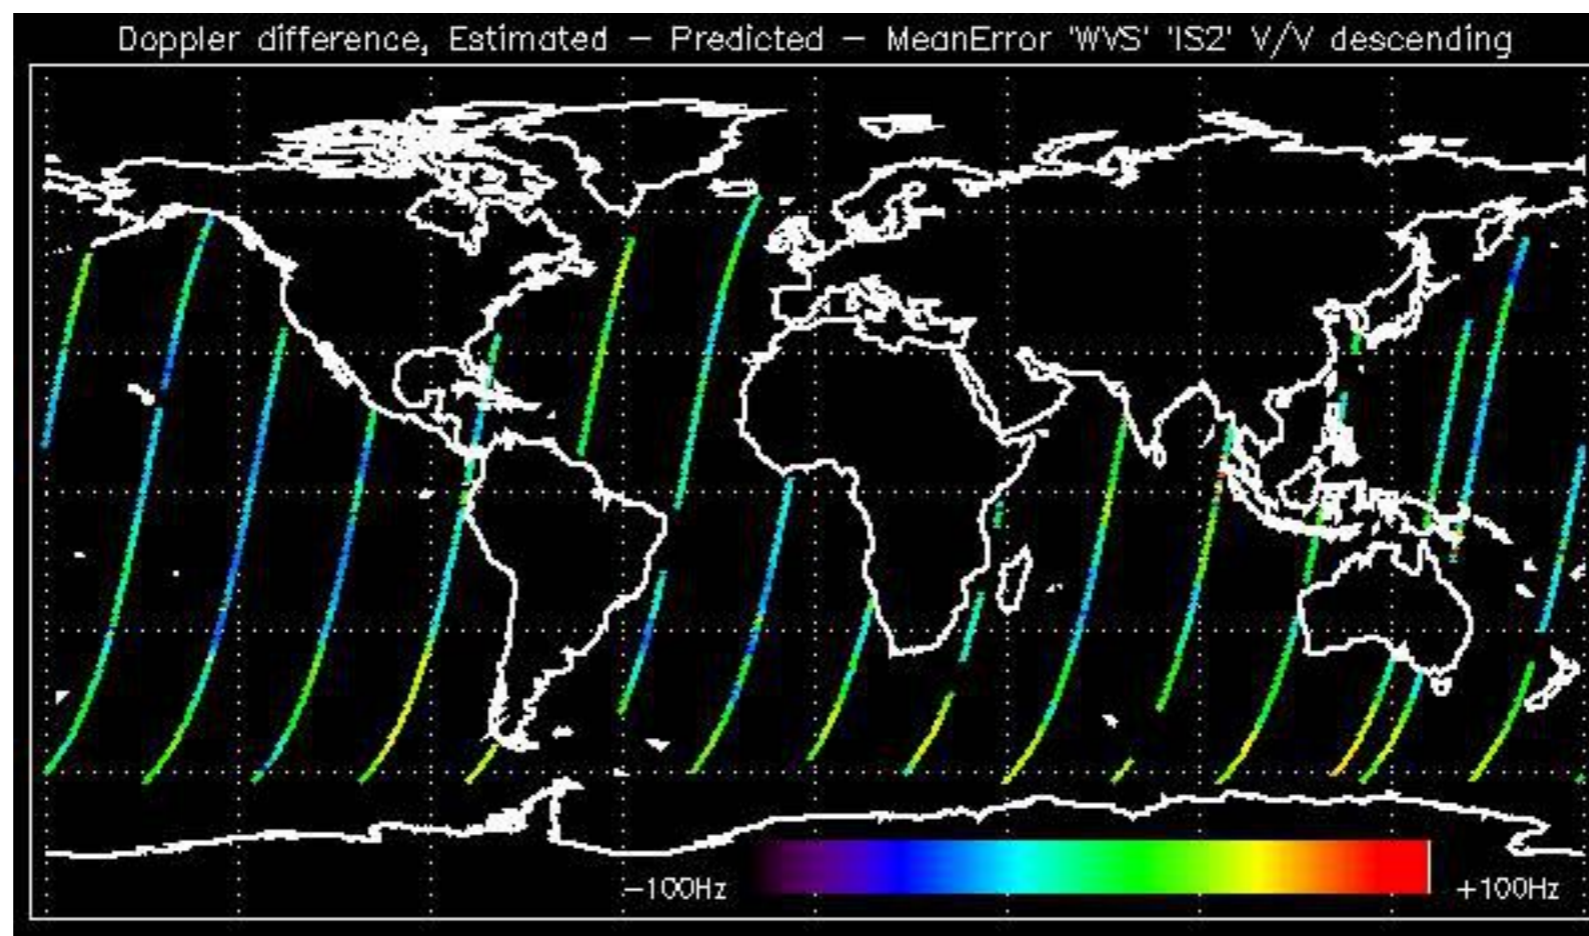 Doppler difference, Estimated — Predicted — MeanError 'WVS' 'IS2' V/V descending
−100Hz
+100Hz